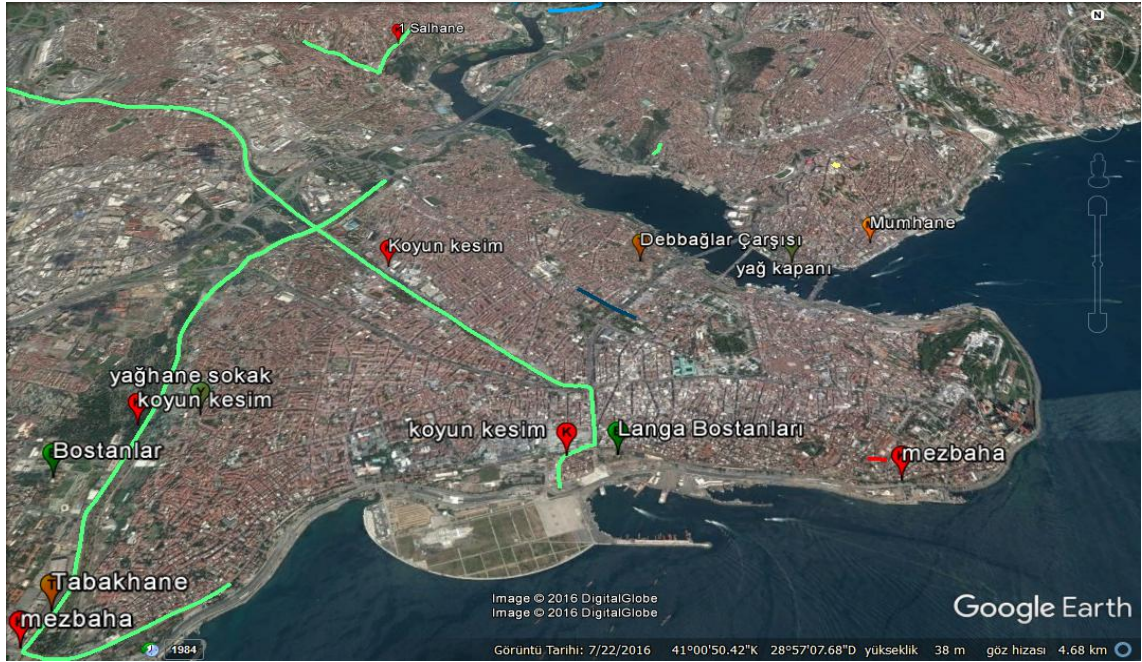 N
1 Salhane
Mumhane
Koyun kesim
Debbağlar Çarşısı
yağ kapanı
yağhane sokak
koyun kesim
Y
koyun kesim
K
Langa Bostanları
Bostanlar
mezbaha
Tabakhane
T
mezbaha
Image © 2016 DigitalGlobe
Image © 2016 DigitalGlobe
Google Earth
1984
Görüntü Tarihi: 7/22/2016 41°00'50.42"K 28°57'07.68"D yükseklik 38 m göz hizası 4.68 km